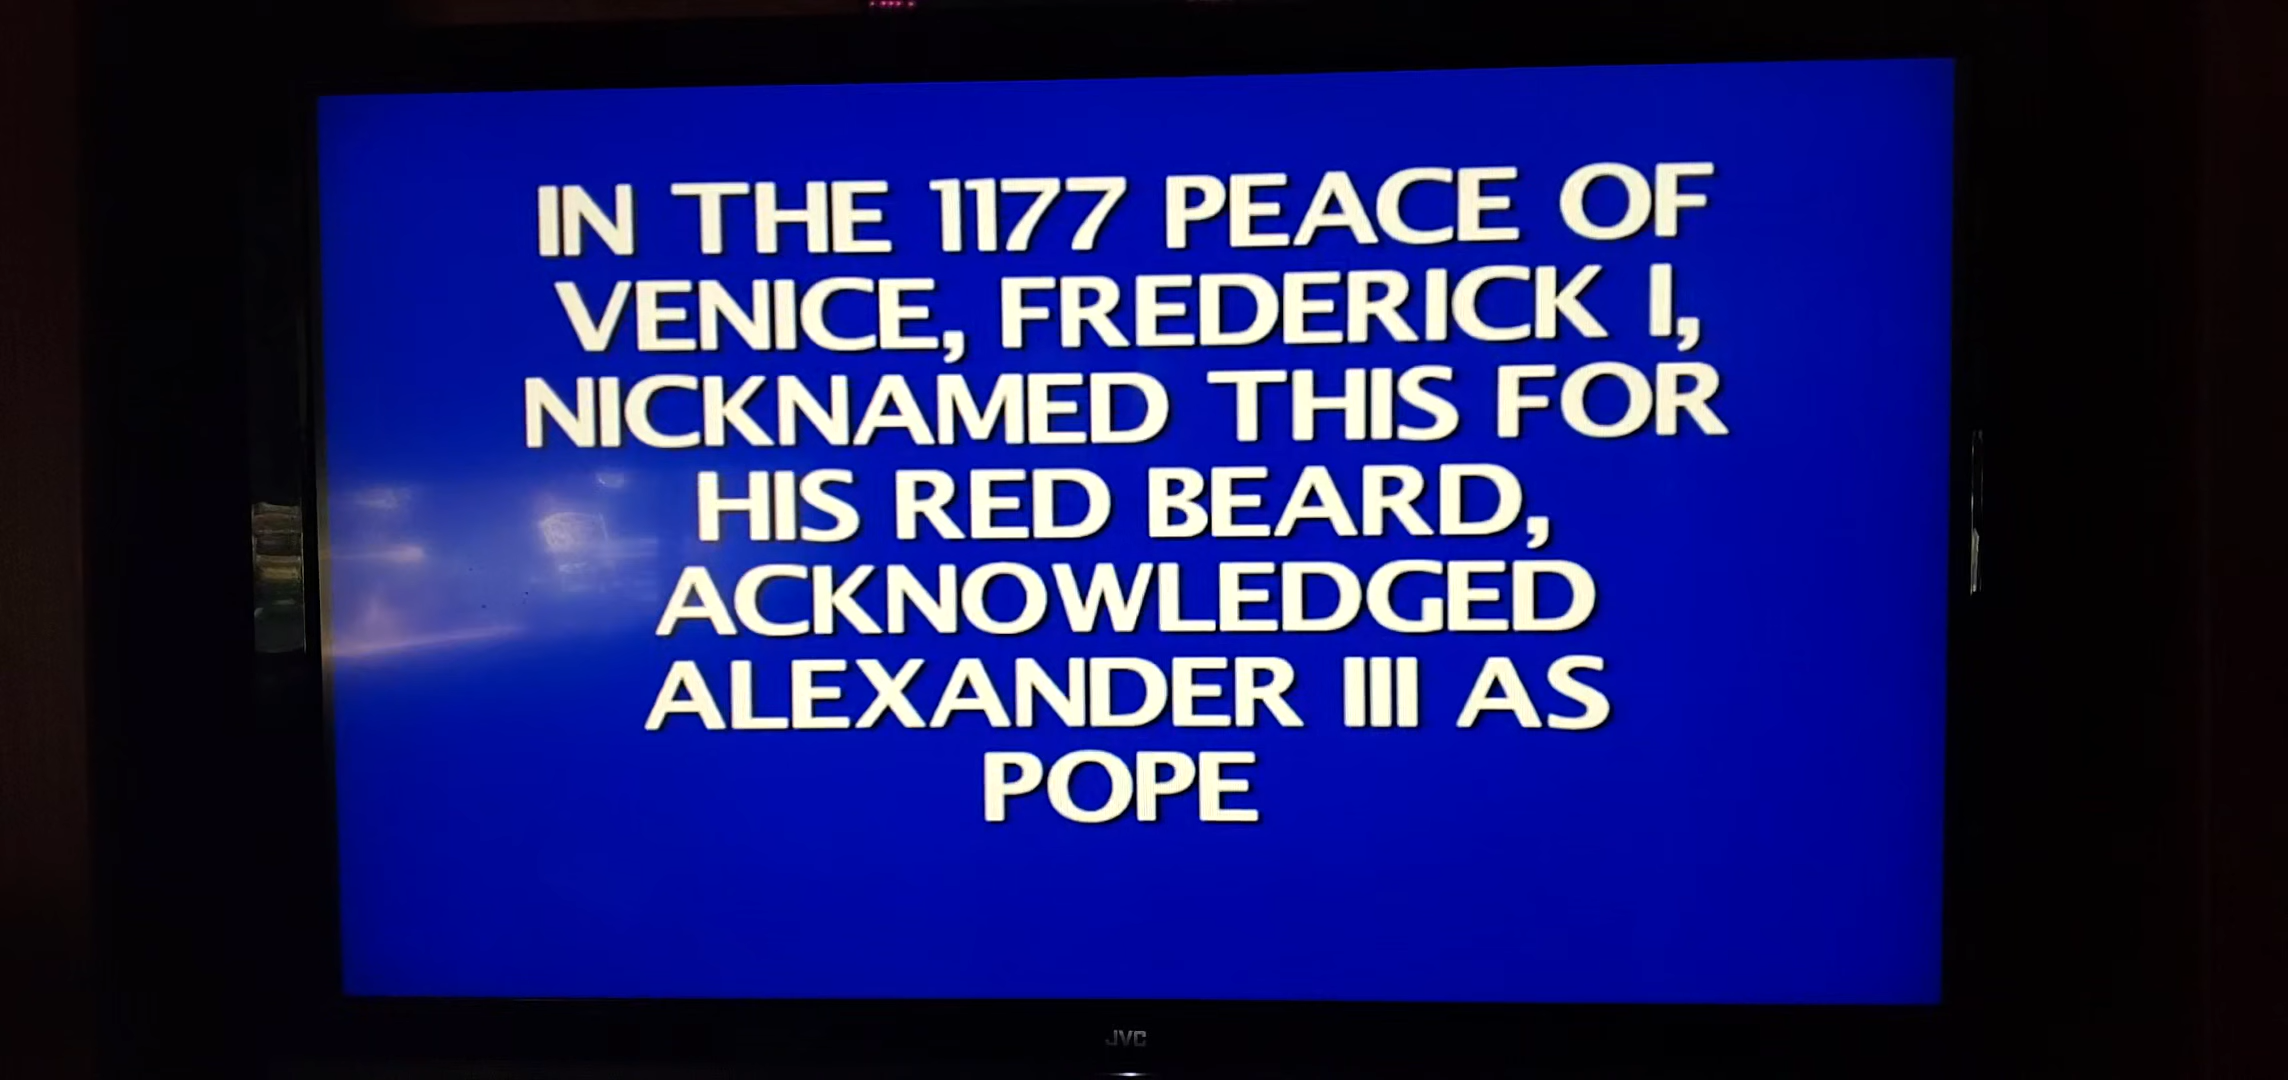 IN THE 1177 PEACE OF
VENICE, FREDERICK I,
NICKNAMED THIS FOR
HIS RED BEARD,
ACKNOWLEDGED
ALEXANDER III AS
POPE
JVC